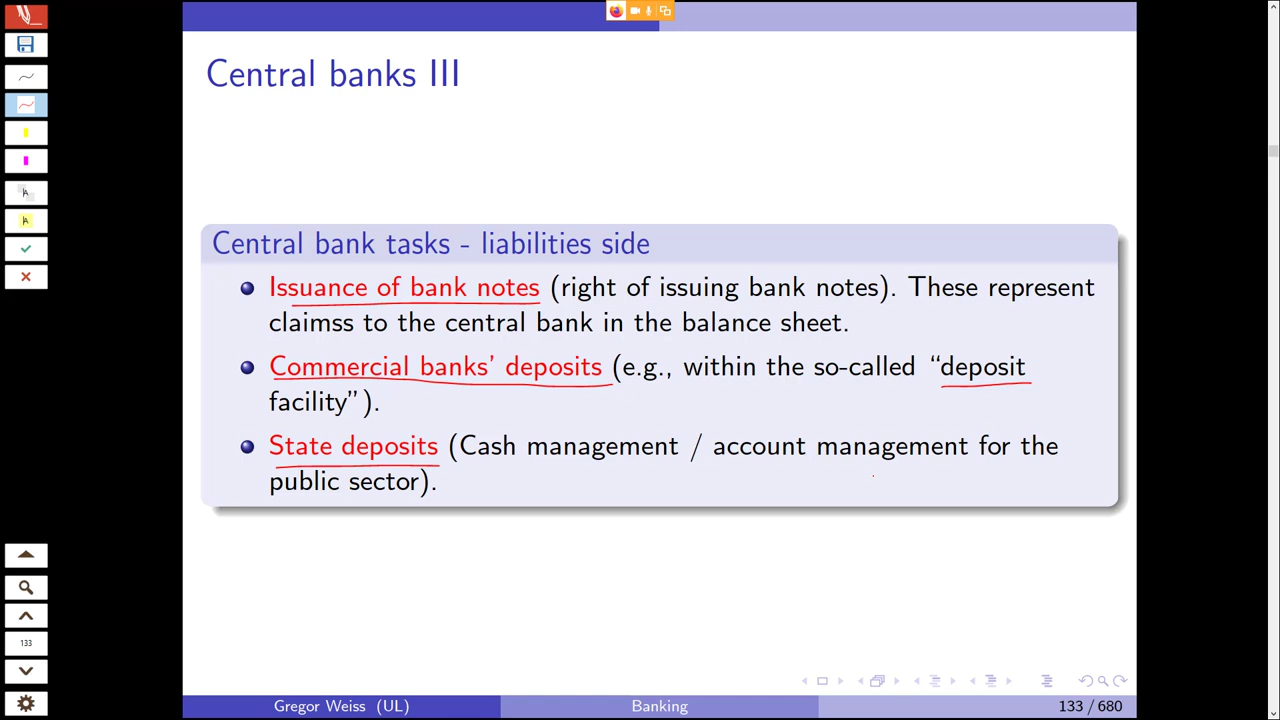 Central banks III
Central bank tasks - liabilities side
Issuance of bank notes (right of issuing bank notes). These represent
claimss to the central bank in the balance sheet.
Commercial banks’ deposits (e.g., within the so-called “deposit
facility”).
State deposits (Cash management / account management for the
public sector).
133
Gregor Weiss (UL) Banking 133 / 680